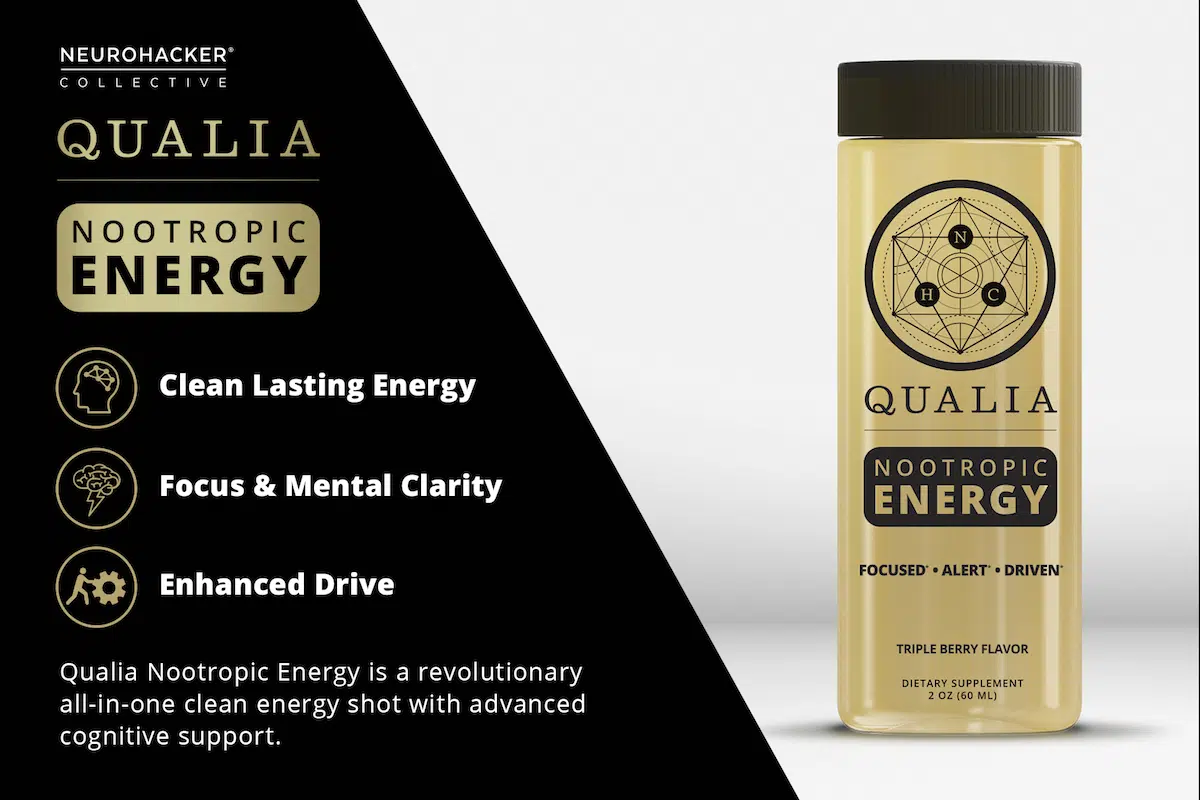 NEUROHACKER®
COLLECTIVE
QUALIA
NOOTROPIC
ENERGY
Clean Lasting Energy
Focus & Mental Clarity
Enhanced Drive
Qualia Nootropic Energy is a revolutionary
all-in-one clean energy shot with advanced
cognitive support.
N
H C
QUALIA
NOOTROPIC
ENERGY
FOCUSED* • ALERT* • DRIVEN*
TRIPLE BERRY FLAVOR
DIETARY SUPPLEMENT
2 OZ (60 ML)